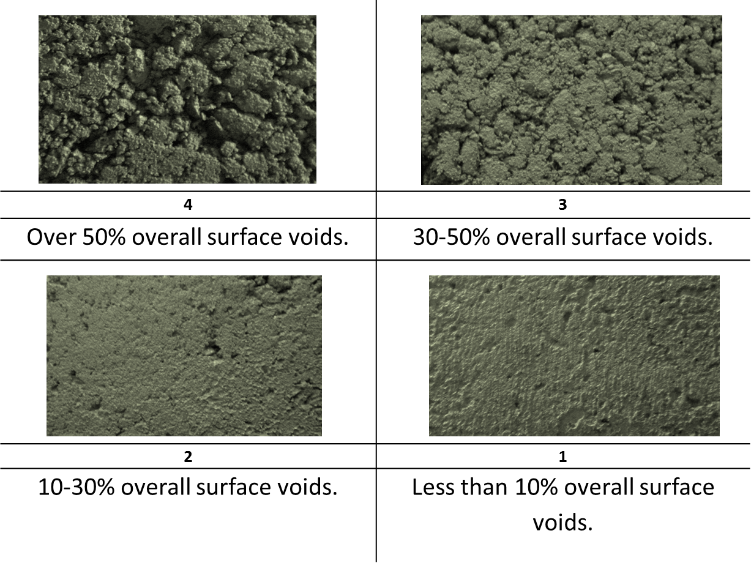 4
3
Over 50% overall surface voids.
30-50% overall surface voids.
2
1
10-30% overall surface voids.
Less than 10% overall surface
voids.